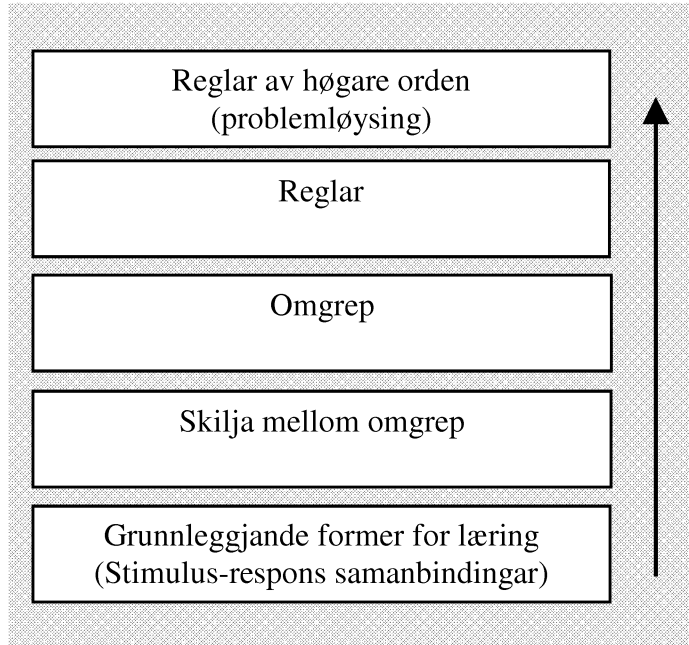 Reglar av høgare orden
(problemløysing)
Reglar
Omgrep
Skilja mellom omgrep
Grunnleggjande former for læring
(Stimulus-respons samanbindingar)